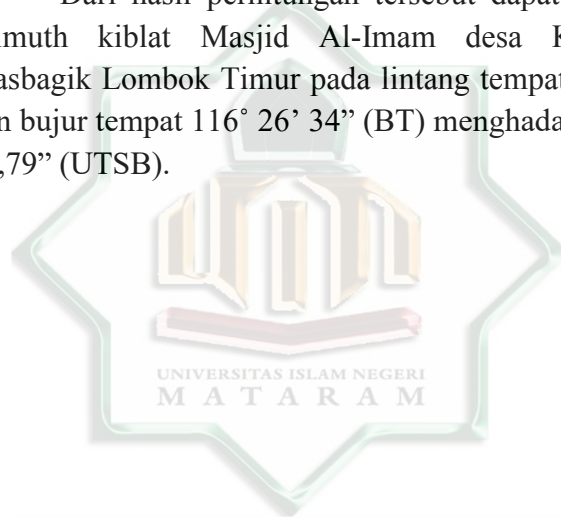 Dari hasil perhitungan tersebut dapat
muth kiblat Masjid Al-Imam desa K
asbagik Lombok Timur pada lintang tempat
n bujur tempat 116˚ 26’ 34” (BT) menghada
,79” (UTSB).
UNIVERSITAS ISLAM NEGERI
MATARAM